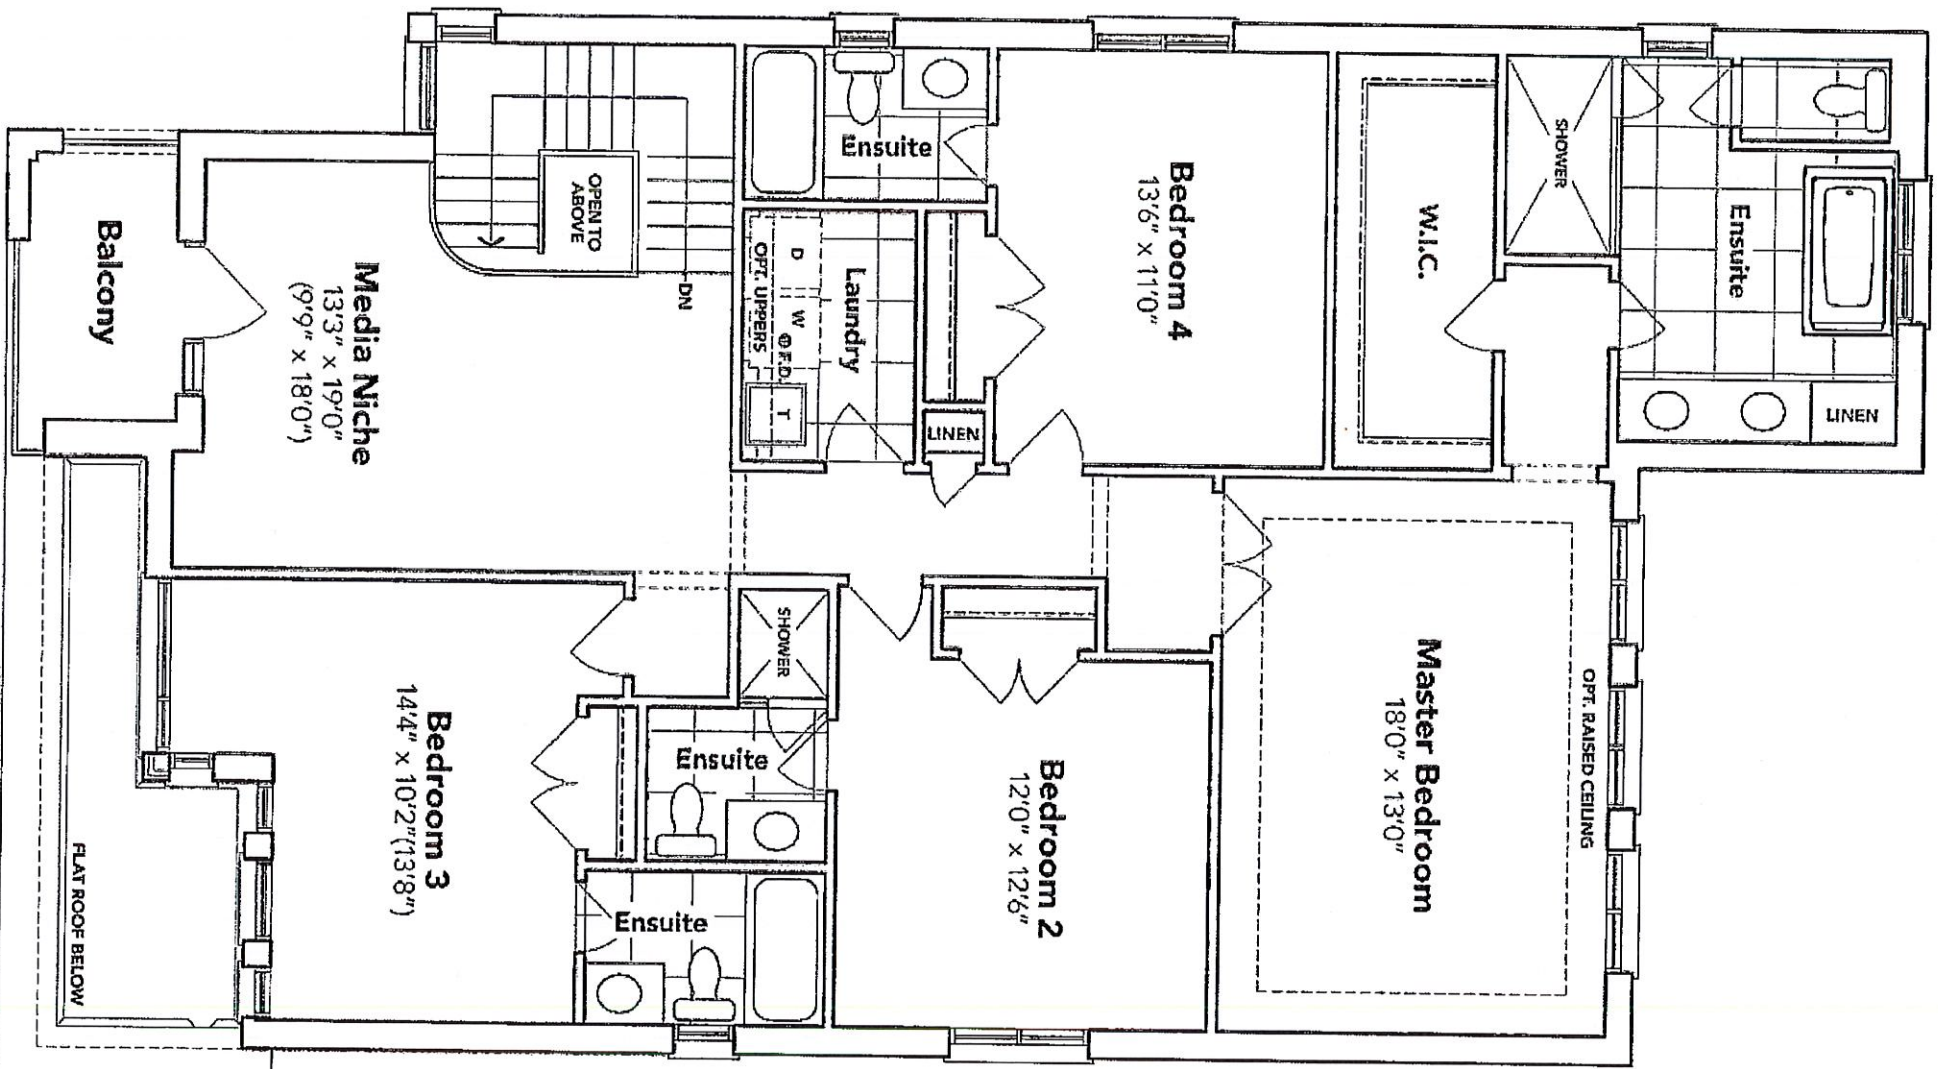 SHOWER
Ensuite
LINEN
W.I.C.
Bedroom 4
13'6" x 11'0"
Ensuite
Laundry
D
W
F.D.
OPT. UPPERS
T
LINEN
OPEN TO
ABOVE
DN
Media Niche
13'3" x 19'0"
(9'9" x 18'0")
Balcony
OPT. RAISED CEILING
Master Bedroom
18'0" x 13'0"
Bedroom 2
12'0" x 12'6"
SHOWER
Ensuite
Ensuite
Bedroom 3
14'4" x 10'2"(13'8")
FLAT ROOF BELOW